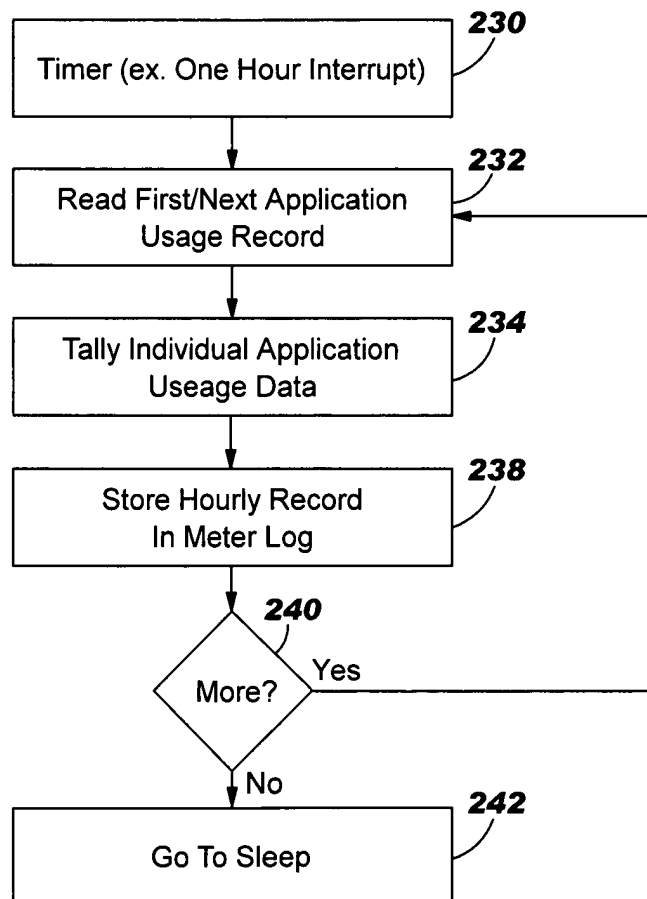 230
Timer (ex. One Hour Interrupt)
232
Read First/Next Application
Usage Record
234
Tally Individual Application
Useage Data
238
Store Hourly Record
In Meter Log
240
More?
Yes
No
242
Go To Sleep